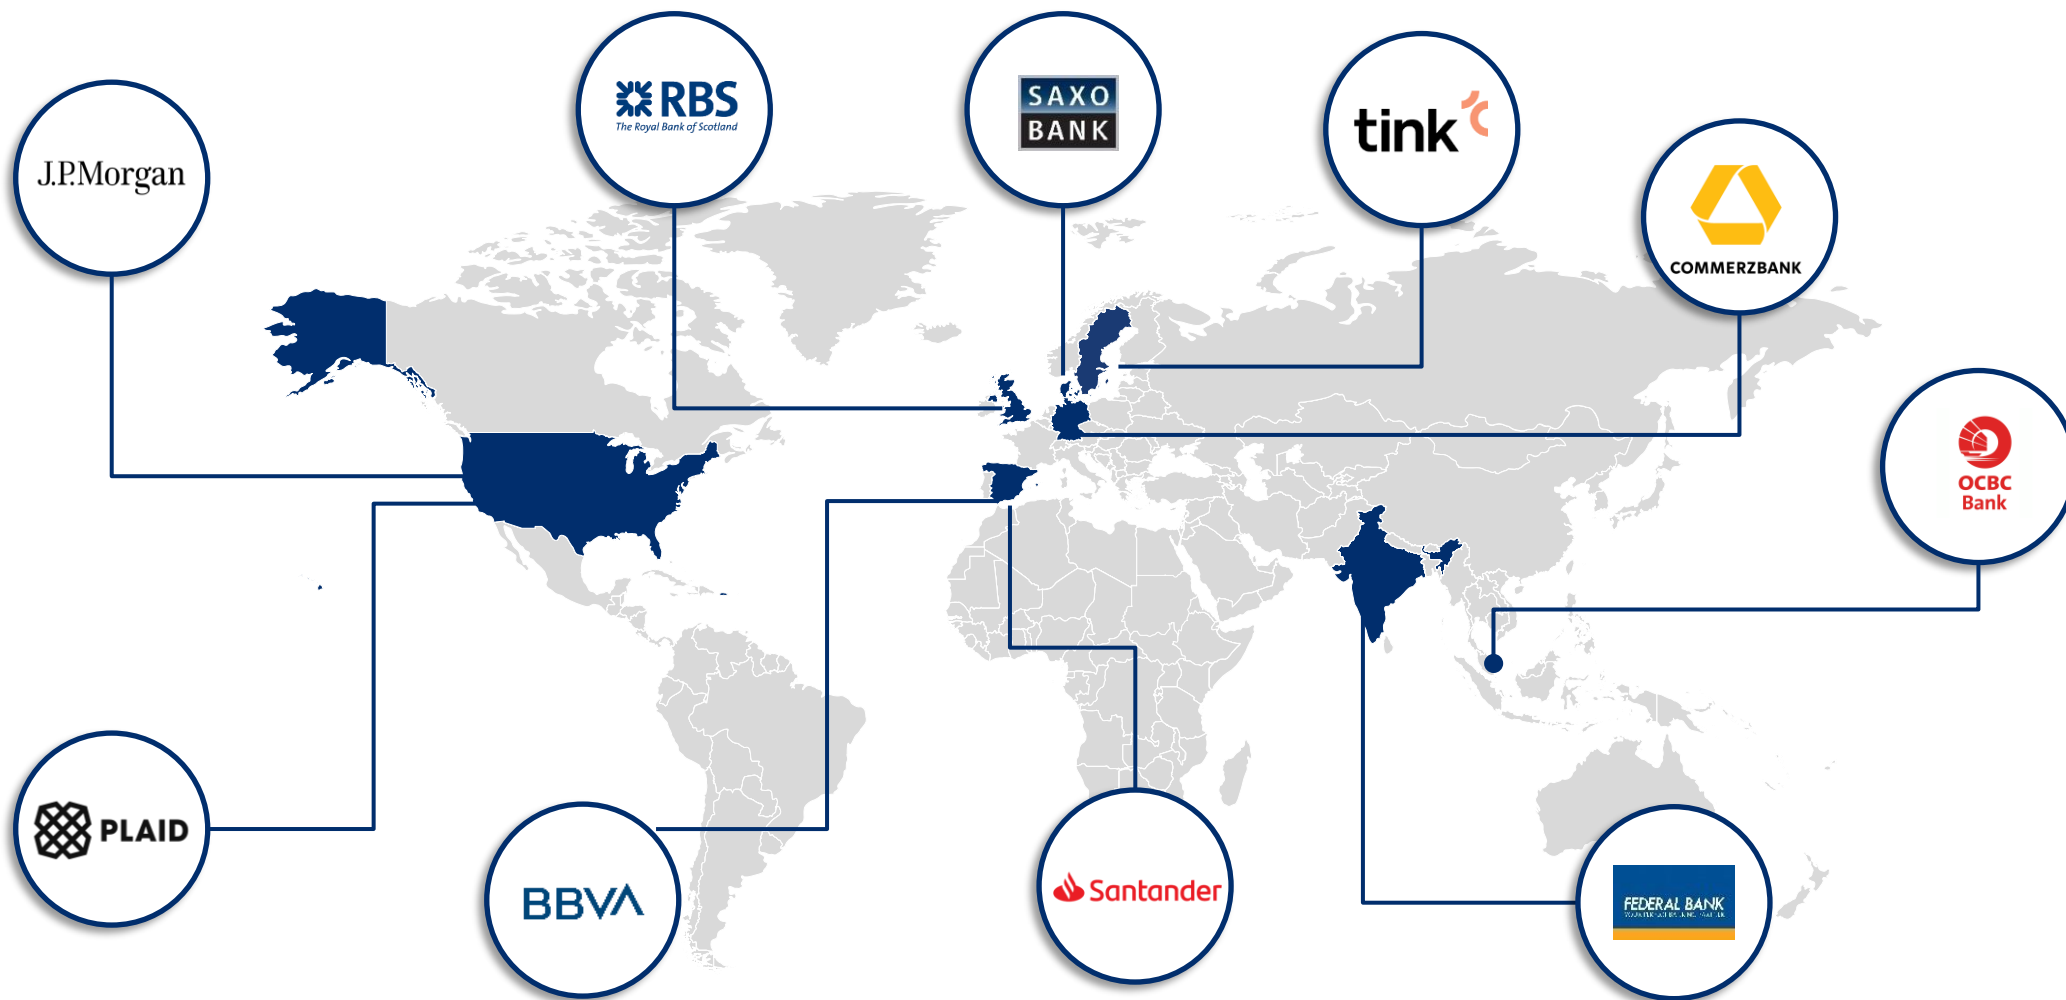 RBS
The Royal Bank of Scotland
SAXO
BANK
tink
J.P.Morgan
COMMERZBANK
OCBC
Bank
PLAID
BBVA
Santander
FEDERAL BANK